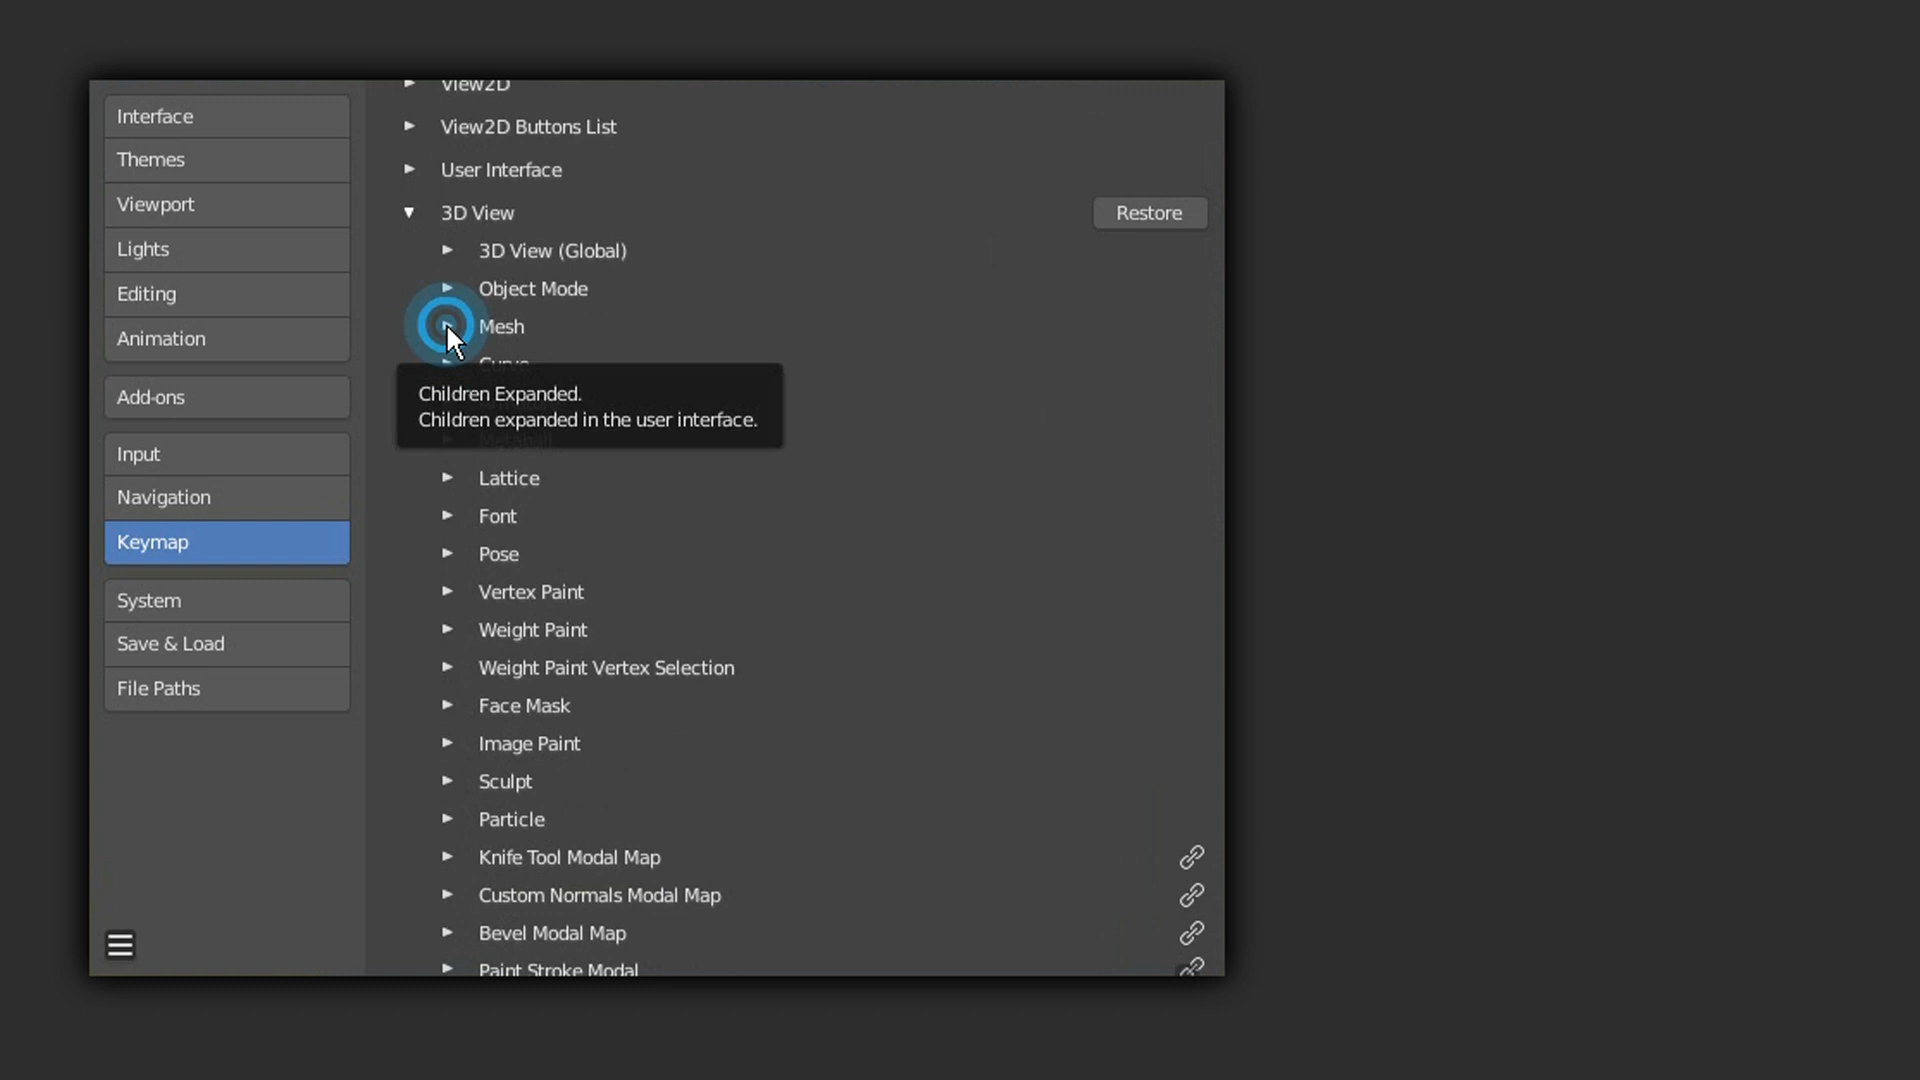 Interface
Themes
Viewport
Lights
Editing
Animation
Add-ons
Input
Navigation
Keymap
System
Save & Load
File Paths
View2D
View2D Buttons List
User Interface
3D View
Restore
3D View (Global)
Object Mode
Mesh
Curve
Children Expanded.
Children expanded in the user interface.
Metaball
Lattice
Font
Pose
Vertex Paint
Weight Paint
Weight Paint Vertex Selection
Face Mask
Image Paint
Sculpt
Particle
Knife Tool Modal Map
Custom Normals Modal Map
Bevel Modal Map
Paint Stroke Modal